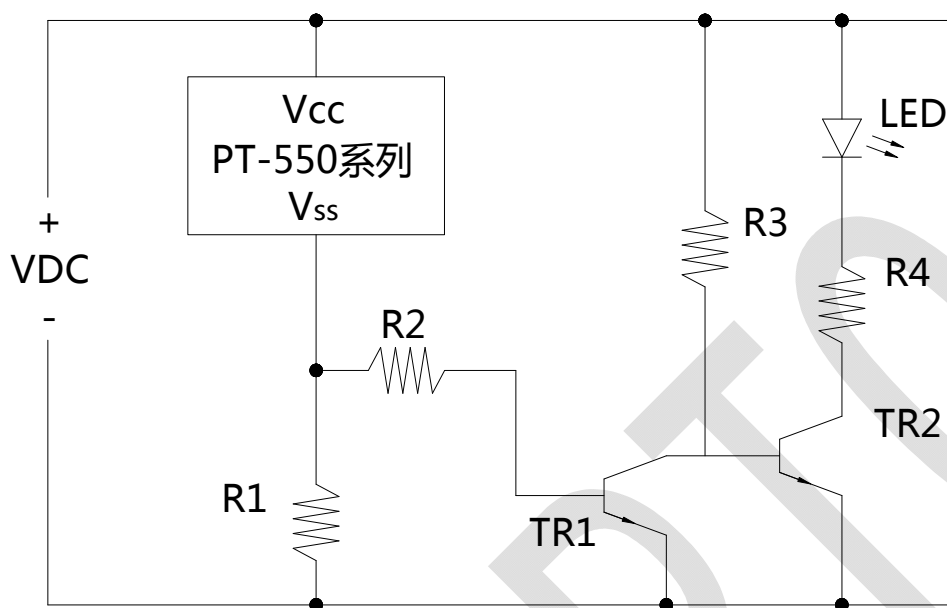 Vcc
PT-550系列
Vss
+
VDC
-
R1
R2
TR1
R3
LED
R4
TR2